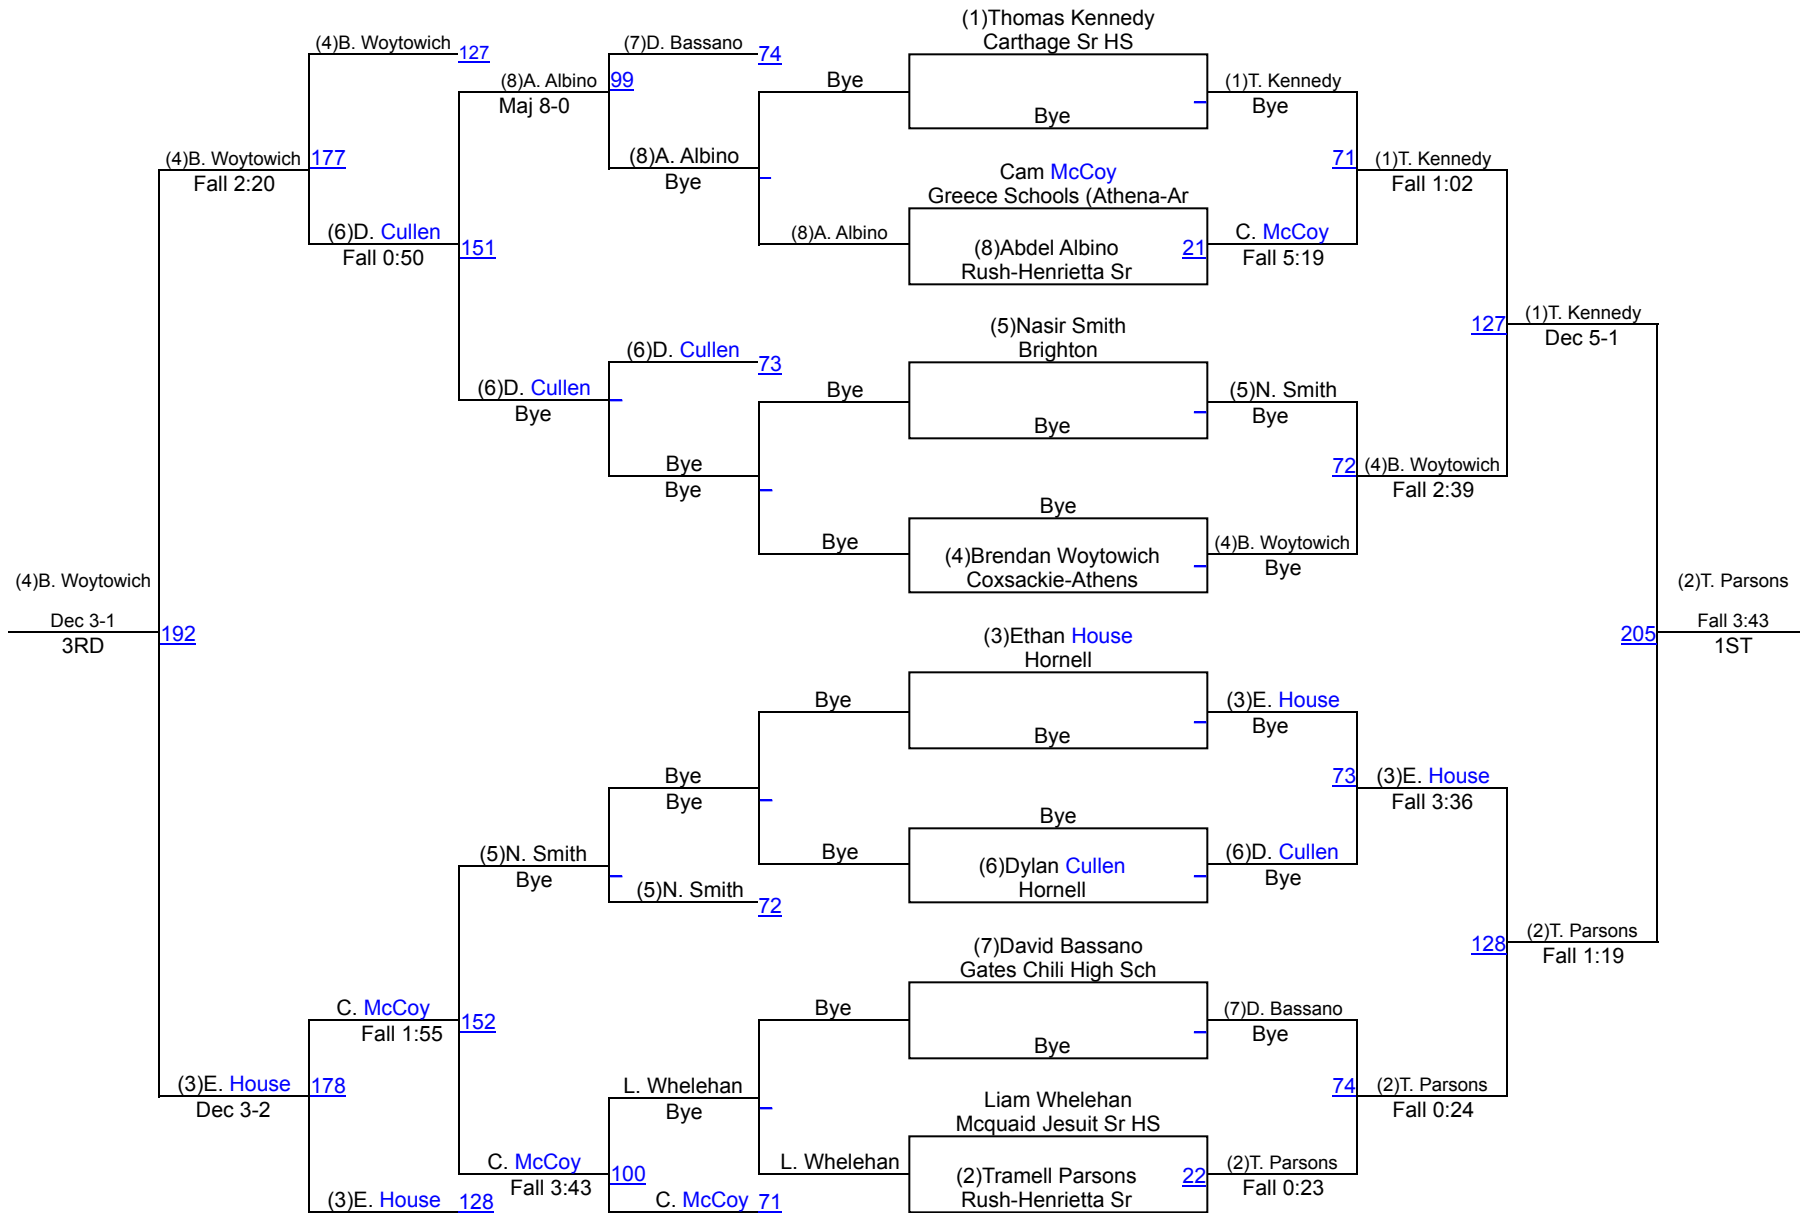 (1)Thomas Kennedy
Carthage Sr HS
(4)B. Woytowich 127
(7)D. Bassano 74
(8)A. Albino 99
Maj 8-0
Bye
Bye
(1)T. Kennedy
Bye
(4)B. Woytowich 177
Fall 2:20
(8)A. Albino
Bye
Cam McCoy
Greece Schools (Athena-Ar
71 (1)T. Kennedy
Fall 1:02
(6)D. Cullen 151
Fall 0:50
(8)A. Albino
(8)Abdel Albino 21
Rush-Henrietta Sr
C. McCoy
Fall 5:19
(5)Nasir Smith
Brighton
127 (1)T. Kennedy
Dec 5-1
(6)D. Cullen 73
(6)D. Cullen
Bye
Bye
Bye
(5)N. Smith
Bye
Bye
Bye
72 (4)B. Woytowich
Fall 2:39
Bye
Bye
(4)Brendan Woytowich
Coxsackie-Athens
(4)B. Woytowich
Bye
(4)B. Woytowich
Dec 3-1
3RD
192
(2)T. Parsons
205 Fall 3:43
1ST
(3)Ethan House
Hornell
Bye
Bye
(3)E. House
Bye
Bye
Bye
73 (3)E. House
Fall 3:36
Bye
(5)N. Smith
Bye
Bye
(6)Dylan Cullen
Hornell
(6)D. Cullen
Bye
(5)N. Smith 72
(7)David Bassano
Gates Chili High Sch
128 (2)T. Parsons
Fall 1:19
C. McCoy 152
Fall 1:55
Bye
Bye
(7)D. Bassano
Bye
(3)E. House 178
Dec 3-2
L. Whelehan
Bye
Liam Whelehan
Mcquaid Jesuit Sr HS
74 (2)T. Parsons
Fall 0:24
C. McCoy 100
Fall 3:43
L. Whelehan
(2)Tramell Parsons 22
Rush-Henrietta Sr
(2)T. Parsons
Fall 0:23
(3)E. House 128
C. McCoy 71